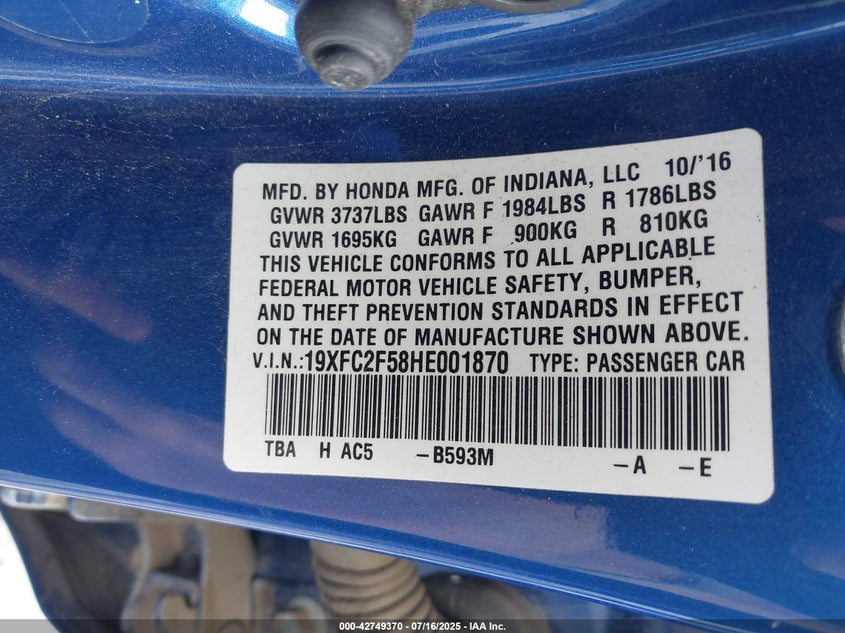 MFD. BY HONDA MFG. OF INDIANA, LLC 10/'16
GVWR 3737LBS GAWR F 1984LBS R 1786LBS
GVWR 1695KG GAWR F 900KG R 810KG
THIS VEHICLE CONFORMS TO ALL APPLICABLE
FEDERAL MOTOR VEHICLE SAFETY, BUMPER,
AND THEFT PREVENTION STANDARDS IN EFFECT
ON THE DATE OF MANUFACTURE SHOWN ABOVE.
V.I.N.:19XFC2F58HE001870 TYPE: PASSENGER CAR
TBA H AC5 -B593M -A -E
000-42749370 - 07/16/2025 - IAA Inc.